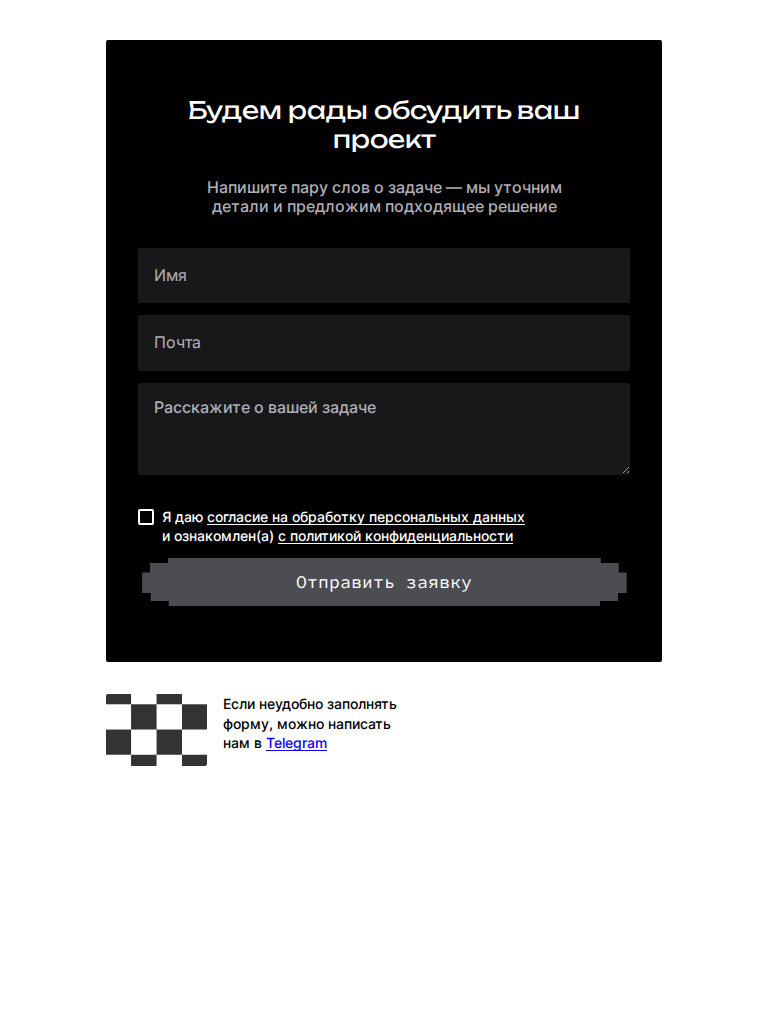 Будем рады обсудить ваш
проект
Напишите пару слов о задаче — мы уточним
детали и предложим подходящее решение
Имя
Почта
Расскажите о вашей задаче
Я даю согласие на обработку персональных данных
и ознакомлен(а) с политикой конфиденциальности
Отправить заявку
Если неудобно заполнять
форму, можно написать
нам в Telegram